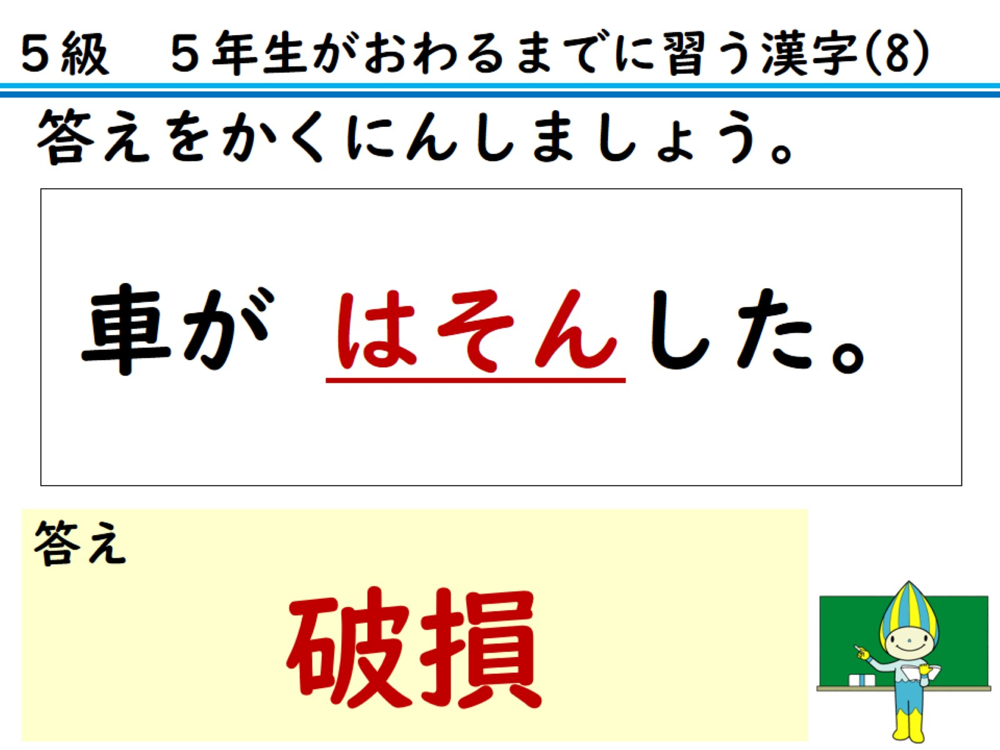 ５級　５年生がおわるまでに習う漢字(8)
答えをかくにんしましょう。
車が はそんした。
答え
破損